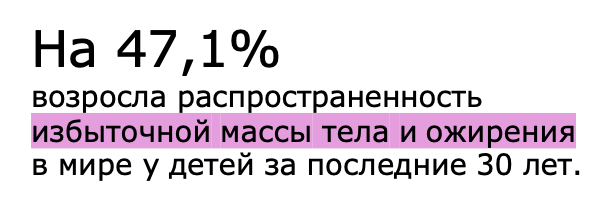 На 47,1%
возросла распространенность
избыточной массы тела и ожирения
в мире у детей за последние 30 лет.